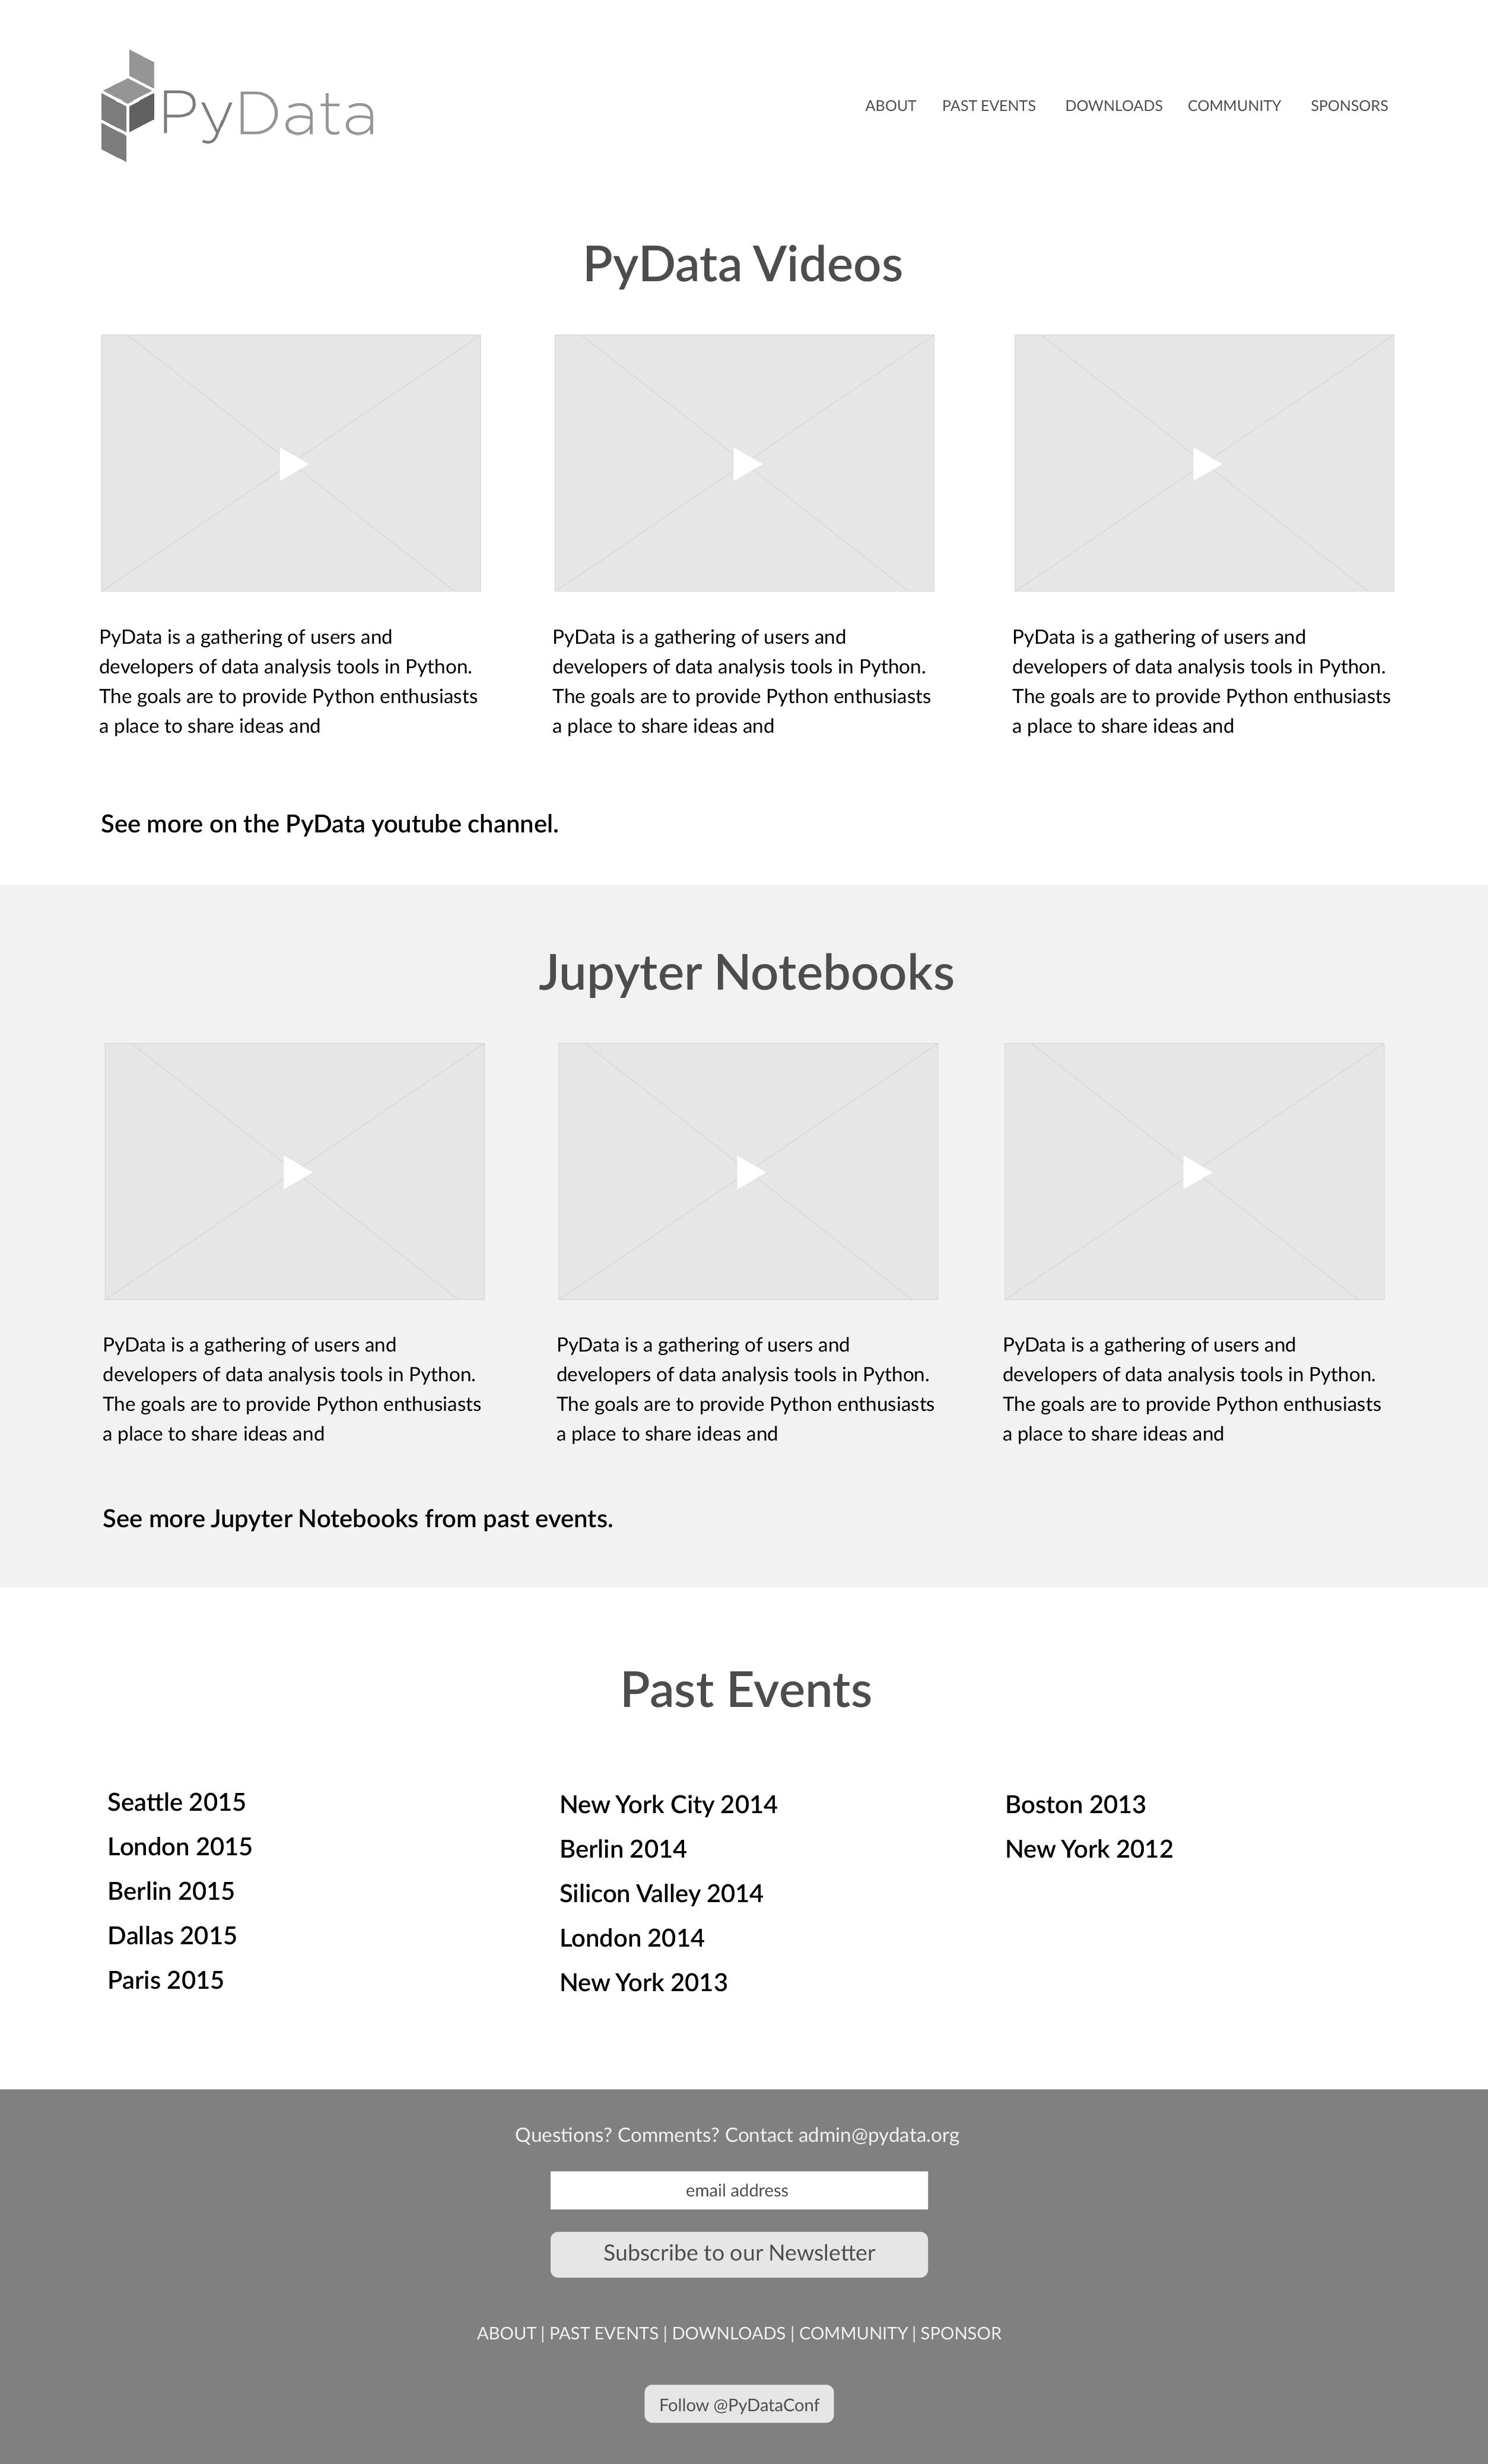 PyData
ABOUT PAST EVENTS DOWNLOADS COMMUNITY SPONSORS
PyData Videos
PyData is a gathering of users and
developers of data analysis tools in Python.
The goals are to provide Python enthusiasts
a place to share ideas and
PyData is a gathering of users and
developers of data analysis tools in Python.
The goals are to provide Python enthusiasts
a place to share ideas and
PyData is a gathering of users and
developers of data analysis tools in Python.
The goals are to provide Python enthusiasts
a place to share ideas and
See more on the PyData youtube channel.
Jupyter Notebooks
PyData is a gathering of users and
developers of data analysis tools in Python.
The goals are to provide Python enthusiasts
a place to share ideas and
PyData is a gathering of users and
developers of data analysis tools in Python.
The goals are to provide Python enthusiasts
a place to share ideas and
PyData is a gathering of users and
developers of data analysis tools in Python.
The goals are to provide Python enthusiasts
a place to share ideas and
See more Jupyter Notebooks from past events.
Past Events
Seattle 2015
London 2015
Berlin 2015
Dallas 2015
Paris 2015
New York City 2014
Berlin 2014
Silicon Valley 2014
London 2014
New York 2013
Boston 2013
New York 2012
Questions? Comments? Contact admin@pydata.org
email address
Subscribe to our Newsletter
ABOUT | PAST EVENTS | DOWNLOADS | COMMUNITY | SPONSOR
Follow @PyDataConf